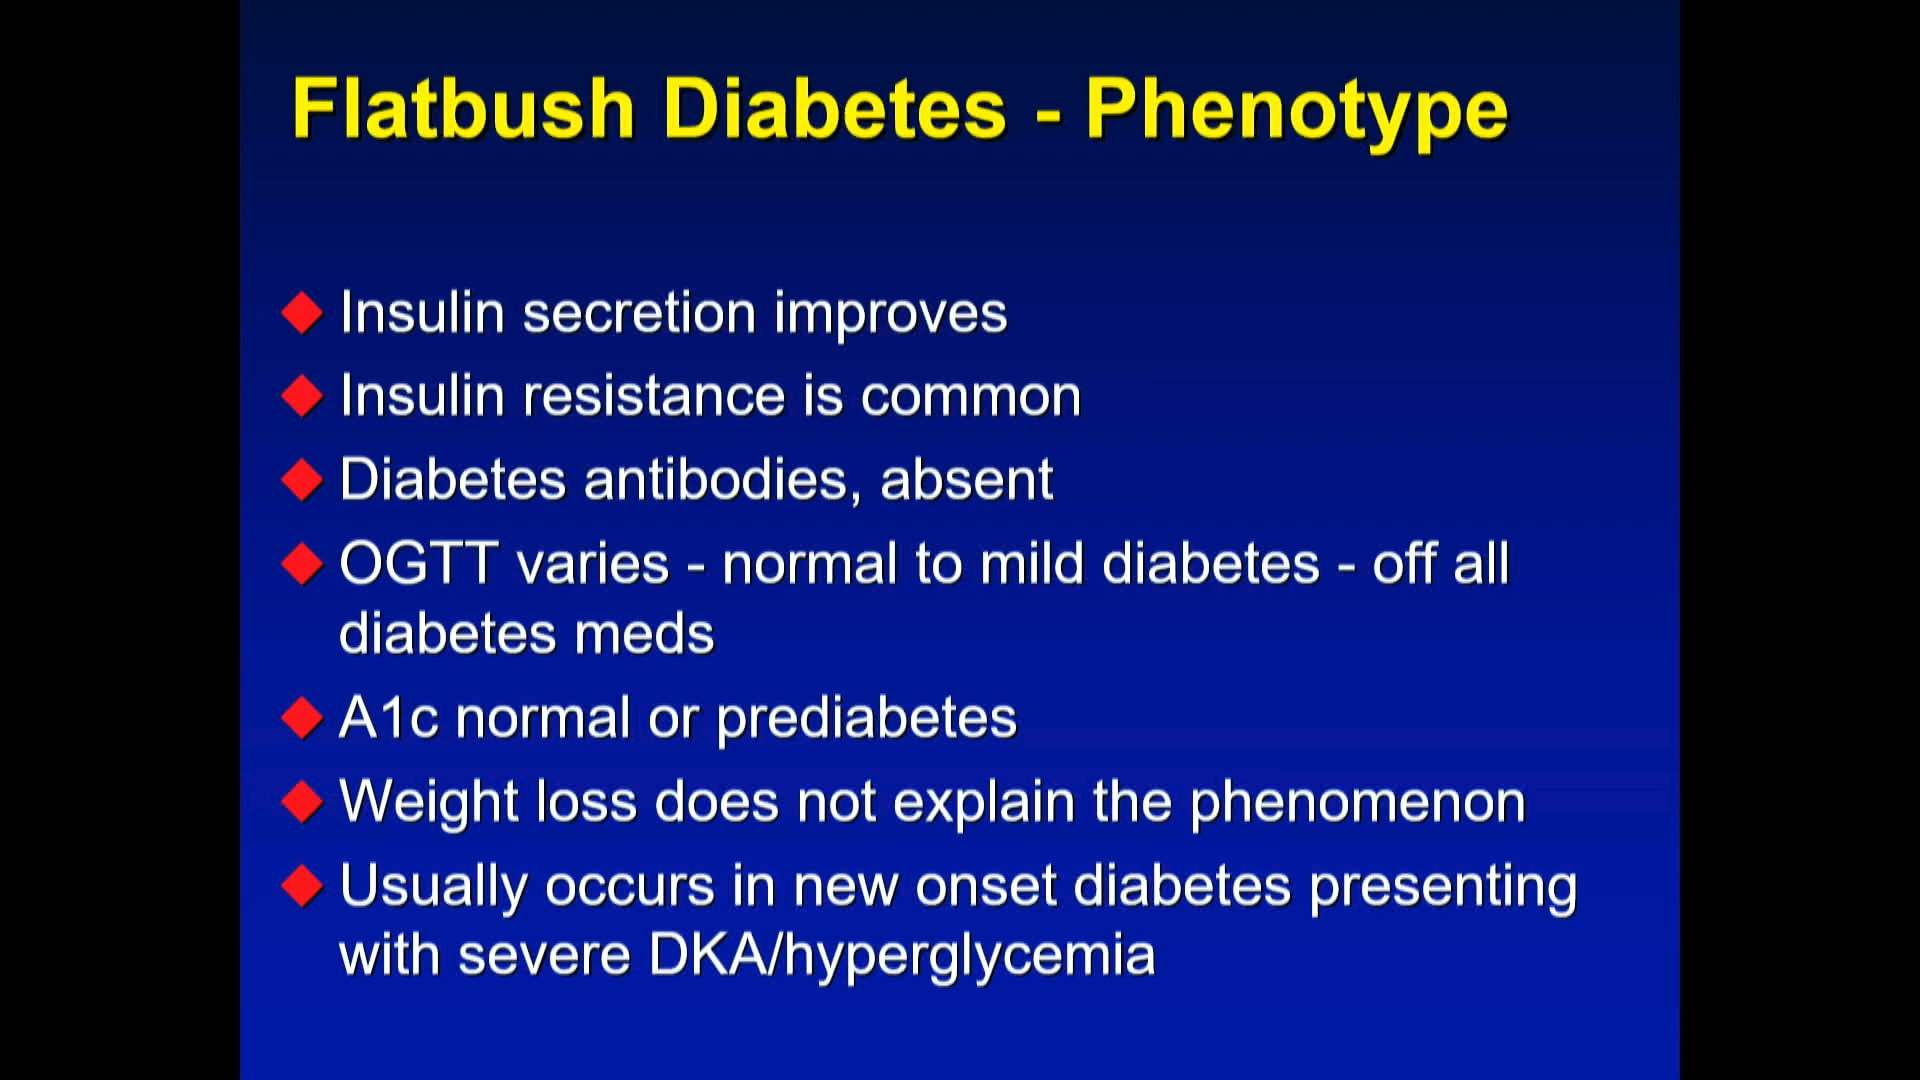 Flatbush Diabetes - Phenotype
Insulin secretion improves
Insulin resistance is common
Diabetes antibodies, absent
OGTT varies - normal to mild diabetes - off all
diabetes meds
A1c normal or prediabetes
Weight loss does not explain the phenomenon
Usually occurs in new onset diabetes presenting
with severe DKA/hyperglycemia